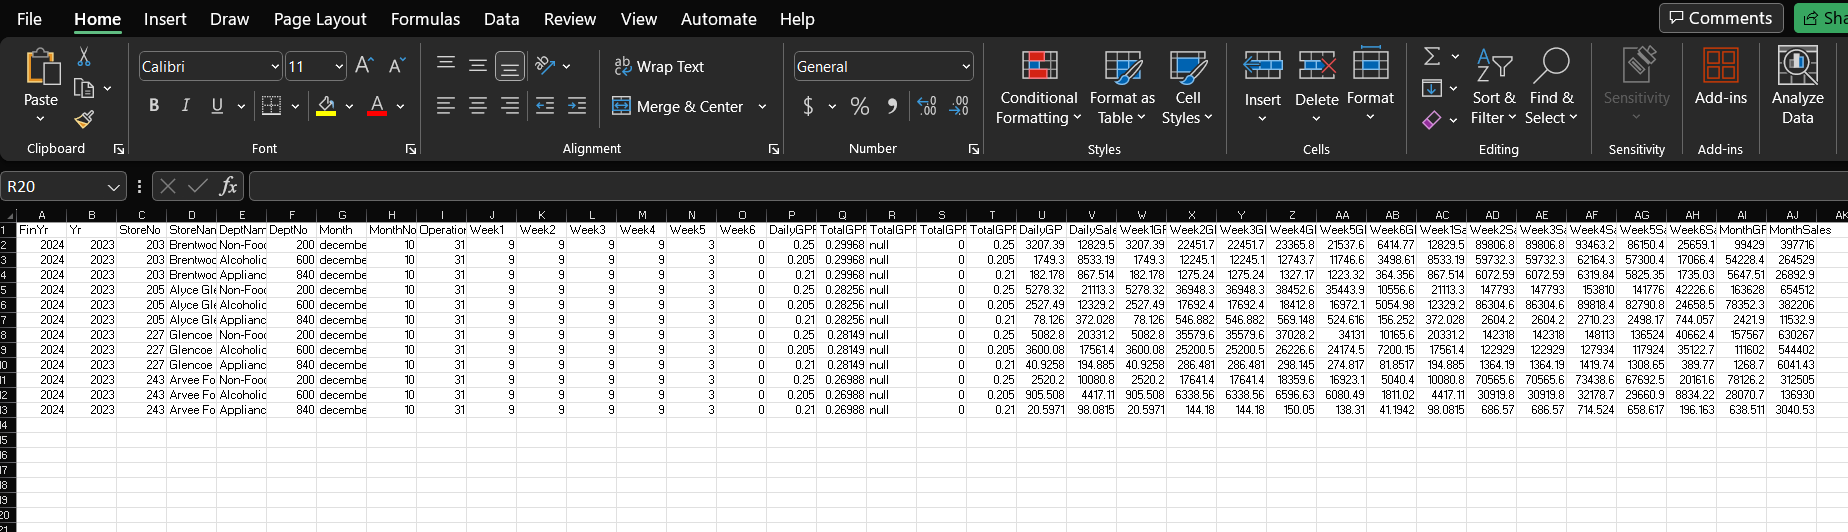 File Home Insert Draw Page Layout Formulas Data Review View Automate Help Comments Sha
Calibri 11 Wrap Text General
Paste Merge & Center Conditional Formatting Format as Table Cell Styles Insert Delete Format Sort & Filter Find & Select Sensitivity Add-ins Analyze Data
Clipboard Font Alignment Number Styles Cells Editing Sensitivity Add-ins
R20 fx
A B C D E F G H I J K L M N O P Q R S T U V W X Y Z AA AB AC AD AE AF AG AH AI AJ AK
1 FinYr Yr StoreNo StoreNan DeptNam DeptNo Month MonthNo Operation Week1 Week2 Week3 Week4 Week5 Week6 DailyGPF TotalGPF TotalGPF TotalGPF TotalGPF DailyGP DailySale Week1GF Week2GI Week3GI Week4GI Week5GI Week6GI Week1Sa Week2Sa Week3Sa Week4Sa Week5Sa Week6Sa MonthGF MonthSales
2 2024 2023 203 Brentwoc Non-Food 200 decembe 10 31 9 9 9 9 3 0 0.25 0.29968 null 0 0.25 3207.39 12829.5 3207.39 22451.7 22451.7 23365.8 21537.6 6414.77 12829.5 89806.8 89806.8 93463.2 86150.4 25659.1 99429 397716
3 2024 2023 203 Brentwoc Alcoholic 600 decembe 10 31 9 9 9 9 3 0 0.205 0.29968 null 0 0.205 1749.3 8533.19 1749.3 12245.1 12245.1 12743.7 11746.6 3498.61 8533.19 59732.3 59732.3 62164.3 57300.4 17066.4 54228.4 264529
4 2024 2023 203 Brentwoc Applianc 840 decembe 10 31 9 9 9 9 3 0 0.21 0.29968 null 0 0.21 182.178 867.514 182.178 1275.24 1275.24 1327.17 1223.32 364.356 867.514 6072.59 6072.59 6319.84 5825.35 1735.03 5647.51 26892.9
5 2024 2023 205 Alyce Gle Non-Food 200 decembe 10 31 9 9 9 9 3 0 0.25 0.28256 null 0 0.25 5278.32 21113.3 5278.32 36948.3 36948.3 38452.6 35443.9 10556.6 21113.3 147793 147793 153810 141776 42226.6 163628 654512
6 2024 2023 205 Alyce Gle Alcoholic 600 decembe 10 31 9 9 9 9 3 0 0.205 0.28256 null 0 0.205 2527.49 12329.2 2527.49 17692.4 17692.4 18412.8 16972.1 5054.98 12329.2 86304.6 86304.6 89818.4 82790.8 24658.5 78352.3 382206
7 2024 2023 205 Alyce Gle Applianc 840 decembe 10 31 9 9 9 9 3 0 0.21 0.28256 null 0 0.21 78.126 372.028 78.126 546.882 546.882 569.148 524.616 156.252 372.028 2604.2 2604.2 2710.23 2498.17 744.057 2421.9 11532.9
8 2024 2023 227 Glencoe Non-Food 200 decembe 10 31 9 9 9 9 3 0 0.25 0.28149 null 0 0.25 5082.8 20331.2 5082.8 35579.6 35579.6 37028.2 34131 10165.6 20331.2 142318 142318 148113 136524 40662.4 157567 630267
9 2024 2023 227 Glencoe Alcoholic 600 decembe 10 31 9 9 9 9 3 0 0.205 0.28149 null 0 0.205 3600.08 17561.4 3600.08 25200.5 25200.5 26226.6 24174.5 7200.15 17561.4 122929 122929 127934 117924 35122.7 111602 544402
10 2024 2023 227 Glencoe Applianc 840 decembe 10 31 9 9 9 9 3 0 0.21 0.28149 null 0 0.21 40.9258 194.885 40.9258 286.481 286.481 298.145 274.817 81.8517 194.885 1364.19 1364.19 1419.74 1308.65 389.77 1268.7 6041.43
11 2024 2023 243 Arvee Fo Non-Food 200 decembe 10 31 9 9 9 9 3 0 0.25 0.26988 null 0 0.25 2520.2 10080.8 2520.2 17641.4 17641.4 18359.6 16923.1 5040.4 10080.8 70565.6 70565.6 73438.6 67692.5 20161.6 78126.2 312505
12 2024 2023 243 Arvee Fo Alcoholic 600 decembe 10 31 9 9 9 9 3 0 0.205 0.26988 null 0 0.205 905.508 4417.11 905.508 6338.56 6338.56 6596.63 6080.49 1811.02 4417.11 30919.8 30919.8 32178.7 29660.9 8834.22 28070.7 136930
13 2024 2023 243 Arvee Fo Applianc 840 decembe 10 31 9 9 9 9 3 0 0.21 0.26988 null 0 0.21 20.5971 98.0815 20.5971 144.18 144.18 150.05 138.31 41.1942 98.0815 686.57 686.57 714.524 658.617 196.163 638.511 3040.53
14
15
16
17
18
19
20
21